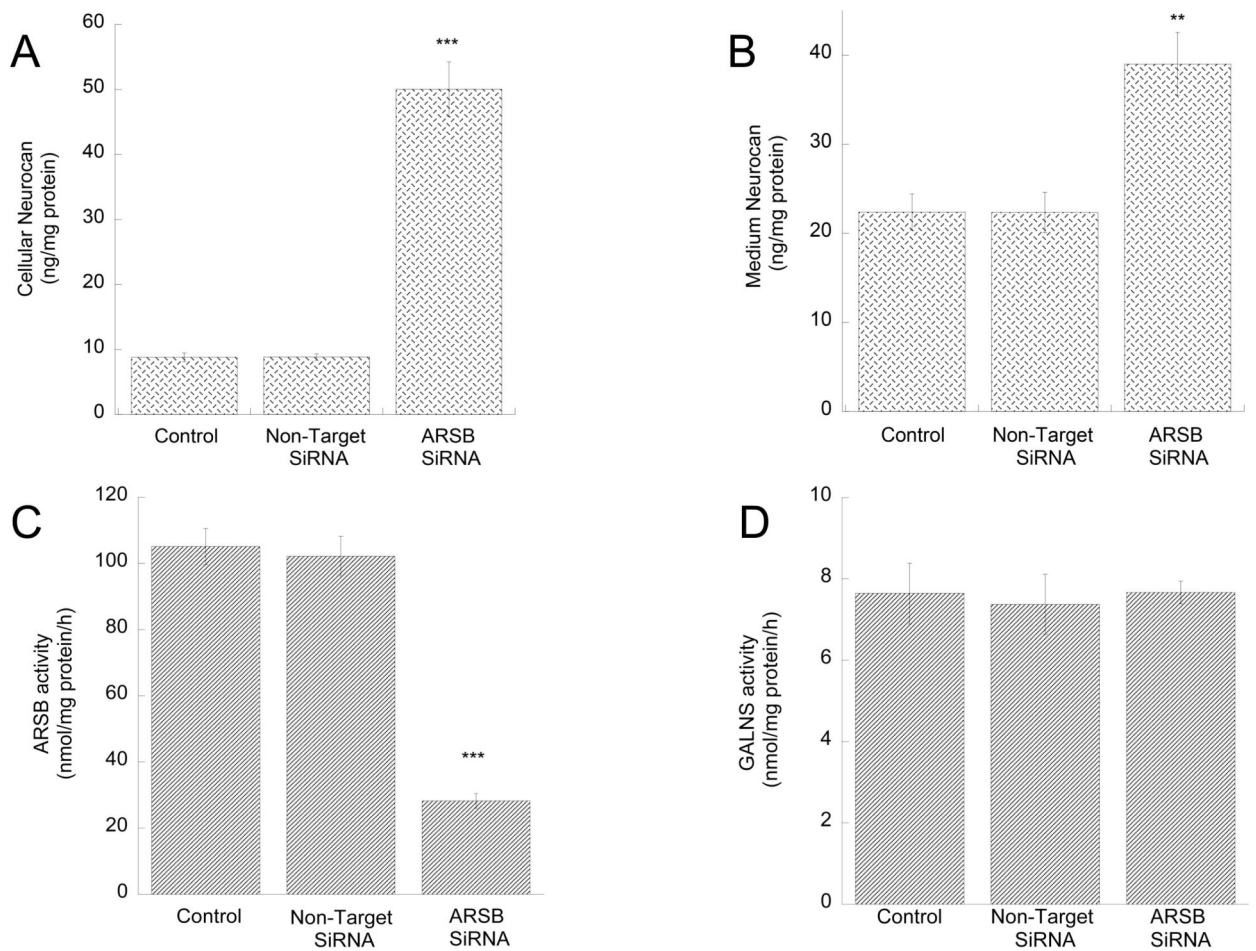 A
Cellular Neurocan
(ng/mg protein)
60
50
40
30
20
10
0
***
Control
Non-Target
SiRNA
ARSB
SiRNA
B
Medium Neurocan
(ng/mg protein)
40
30
20
10
0
**
Control
Non-Target
SiRNA
ARSB
SiRNA
C
ARSB activity
(nmol/mg protein/h)
120
100
80
60
40
20
0
***
Control
Non-Target
SiRNA
ARSB
SiRNA
D
GALNS activity
(nmol/mg protein/h)
10
8
6
4
2
0
Control
Non-Target
SiRNA
ARSB
SiRNA